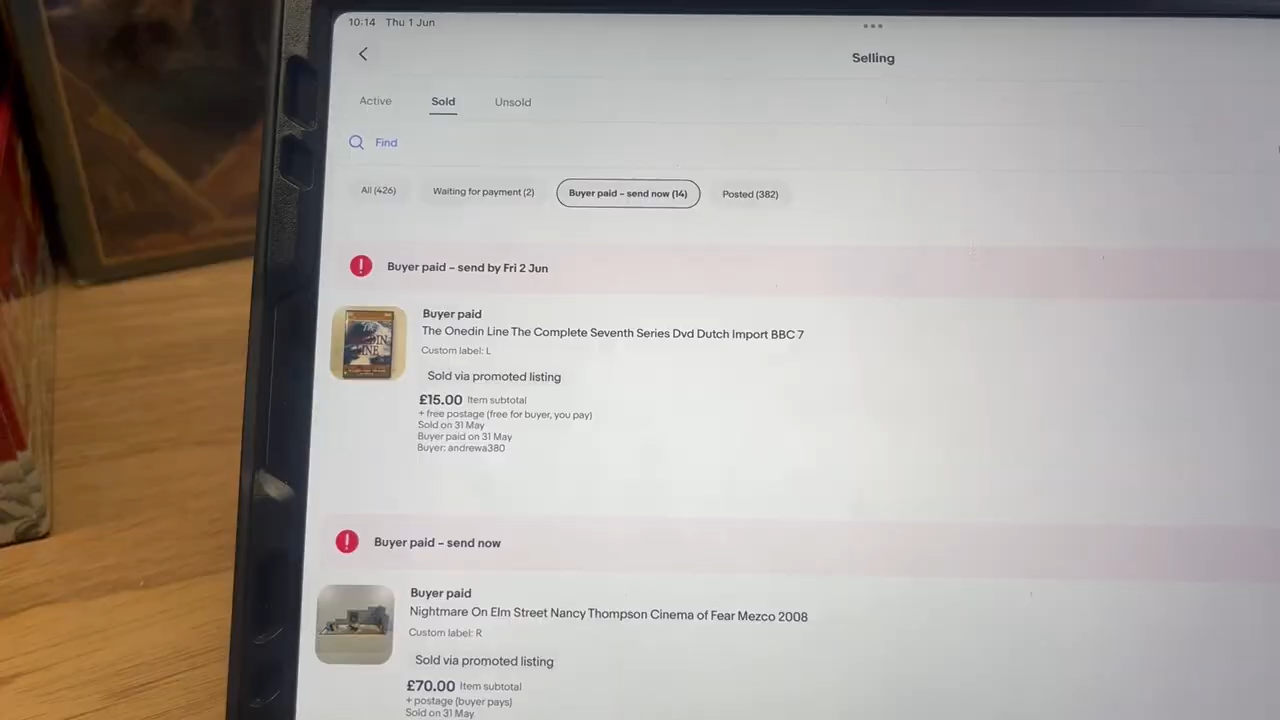 10:14 Thu 1 Jun
Selling
Active Sold Unsold
Find
All (426) Waiting for payment (2) Buyer paid – send now (14) Posted (382)
Buyer paid – send by Fri 2 Jun
Buyer paid
The Onedin Line The Complete Seventh Series Dvd Dutch Import BBC 7
Custom label: L
Sold via promoted listing
£15.00 Item subtotal
+ free postage (free for buyer, you pay)
Sold on 31 May
Buyer paid on 31 May
Buyer: andrewa380
Buyer paid – send now
Buyer paid
Nightmare On Elm Street Nancy Thompson Cinema of Fear Mezco 2008
Custom label: R
Sold via promoted listing
£70.00 Item subtotal
+ postage (buyer pays)
Sold on 31 May